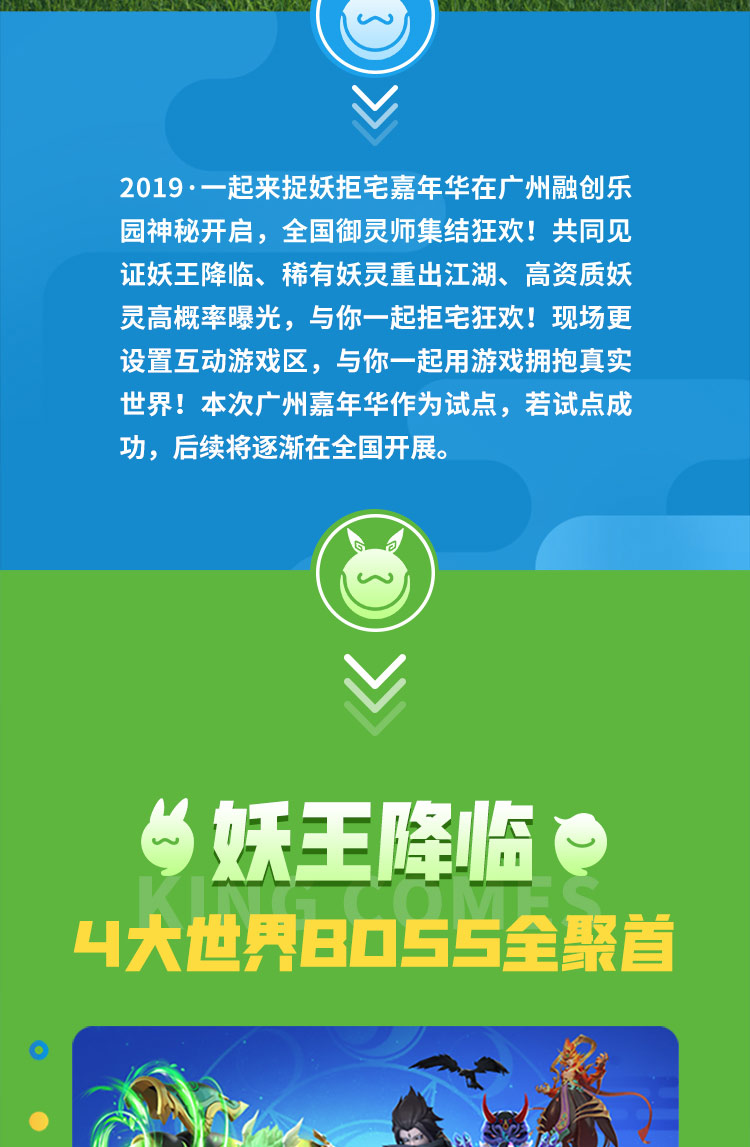 2019·一起来捉妖拒宅嘉年华在广州融创乐
园神秘开启，全国御灵师集结狂欢！共同见
证妖王降临、稀有妖灵重出江湖、高资质妖
灵高概率曝光，与你一起拒宅狂欢！现场更
设置互动游戏区，与你一起用游戏拥抱真实
世界！本次广州嘉年华作为试点，若试点成
功，后续将逐渐在全国开展。
妖王降临
KING COMES
4大世界BOSS全聚首